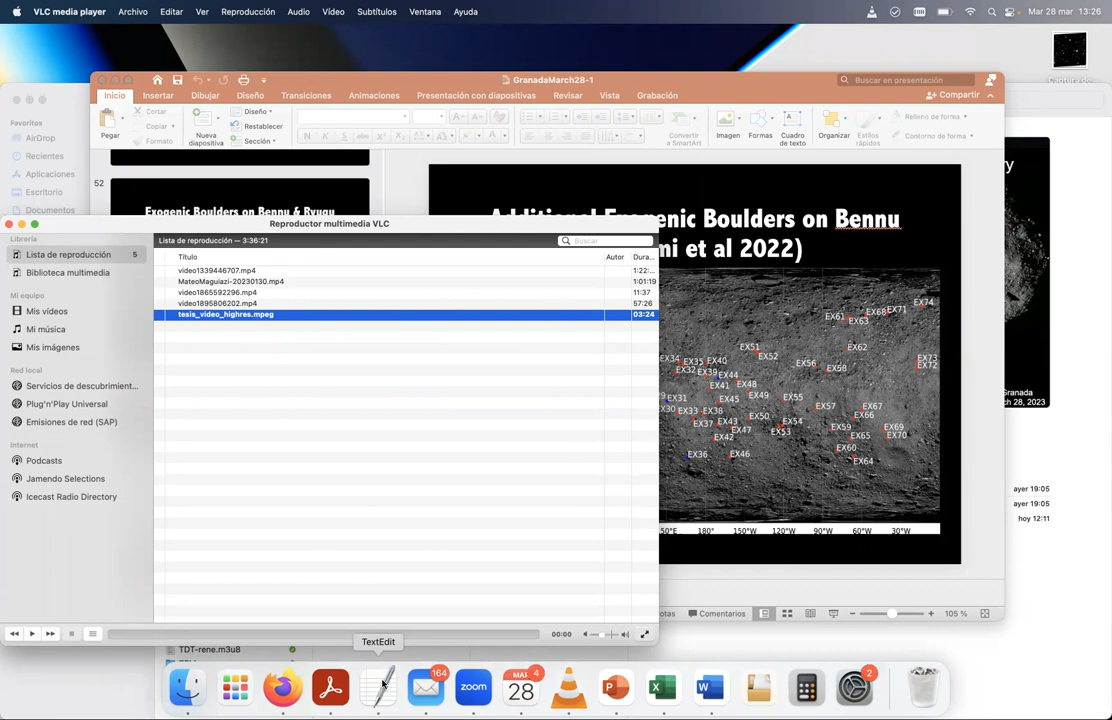 VLC media player Archivo Editar Ver Reproducción Audio Vídeo Subtítulos Ventana Ayuda
Mar 28 mar 13:26
GranadaMarch28-1
Buscar en presentación
Inicio Insertar Dibujar Diseño Transiciones Animaciones Presentación con diapositivas Revisar Vista Grabación
Compartir
Pegar
Cortar
Copiar
Formato
Nueva
diapositiva
Diseño
Restablecer
Sección
Convertir
a SmartArt
Imagen
Formas
Cuadro
de texto
Organizar
Estilos
rápidos
Relleno de forma
Contorno de forma
Favoritos
AirDrop
Recientes
Aplicaciones
Escritorio
Documentos
52
Exogenic Boulders on Bennu & Ryugu
Additional Exogenic Boulders on Bennu
mi et al 2022)
Reproductor multimedia VLC
Librería
Lista de reproducción 5
Biblioteca multimedia
Mi equipo
Mis vídeos
Mi música
Mis imágenes
Red local
Servicios de descubrimient...
Plug'n'Play Universal
Emisiones de red (SAP)
Internet
Podcasts
Jamendo Selections
Icecast Radio Directory
Lista de reproducción — 3:36:21
Buscar
Título Autor Dura...
video1339446707.mp4 1:22:...
MateoMaguiazi-20230130.mp4 1:01:19
video1865592296.mp4 11:37
video1895806202.mp4 57:26
tesis_video_highres.mpeg 03:24
00:00
EX74
EX71
EX68
EX61
EX63
EX51
EX62
EX52
EX34
EX35
EX40
EX73
EX56
EX58
EX72
EX32
EX39
EX44
EX41
EX48
EX49
EX31
EX45
EX55
EX57
EX67
EX33
EX38
EX50
EX66
EX37
EX43
EX54
EX59
EX69
EX47
EX53
EX65
EX70
EX42
EX60
EX36
EX46
EX64
50°E 180° 150°W 120°W 90°W 60°W 30°W
otas
Comentarios
105 %
y
Granada
ch 28, 2023
ayer 19:05
ayer 19:05
hoy 12:11
TDT-rene.m3u8
TextEdit
164
zoom
MAR
28
4
2